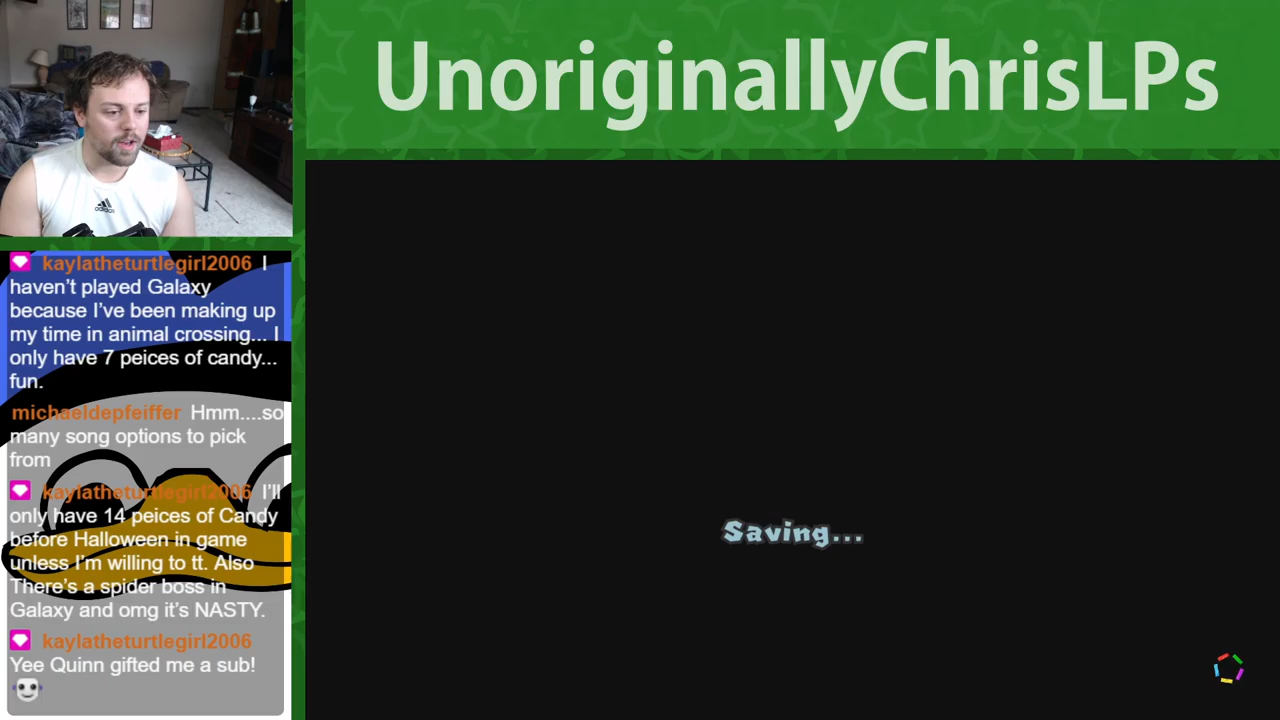 UnoriginallyChrisLPs
adidas
kaylatheturtlegirl2006 I
haven't played Galaxy
because I've been making up
my time in animal crossing... I
only have 7 peices of candy...
fun.
michaeldepfeiffer Hmm....so
many song options to pick
from
kaylatheturtlegirl2006 I'll
only have 14 peices of Candy
before Halloween in game
unless I'm willing to tt. Also
There's a spider boss in
Galaxy and omg it's NASTY.
kaylatheturtlegirl2006
Yee Quinn gifted me a sub!
Saving...